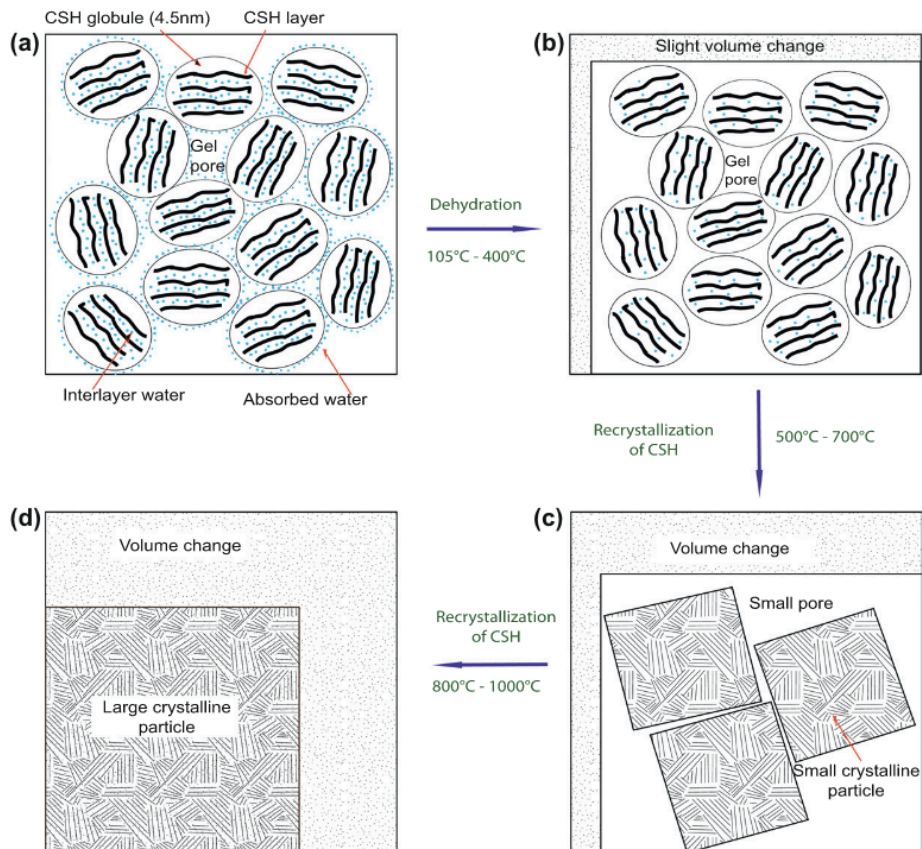 CSH globule (4.5nm)
CSH layer
(a)
Gel
pore
Interlayer water
Absorbed water
Dehydration
105°C - 400°C
(b)
Slight volume change
Gel
pore
Recrystallization
of CSH
500°C - 700°C
(d)
Volume change
Large crystalline
particle
Recrystallization
of CSH
800°C - 1000°C
(c)
Volume change
Small pore
Small crystalline
particle